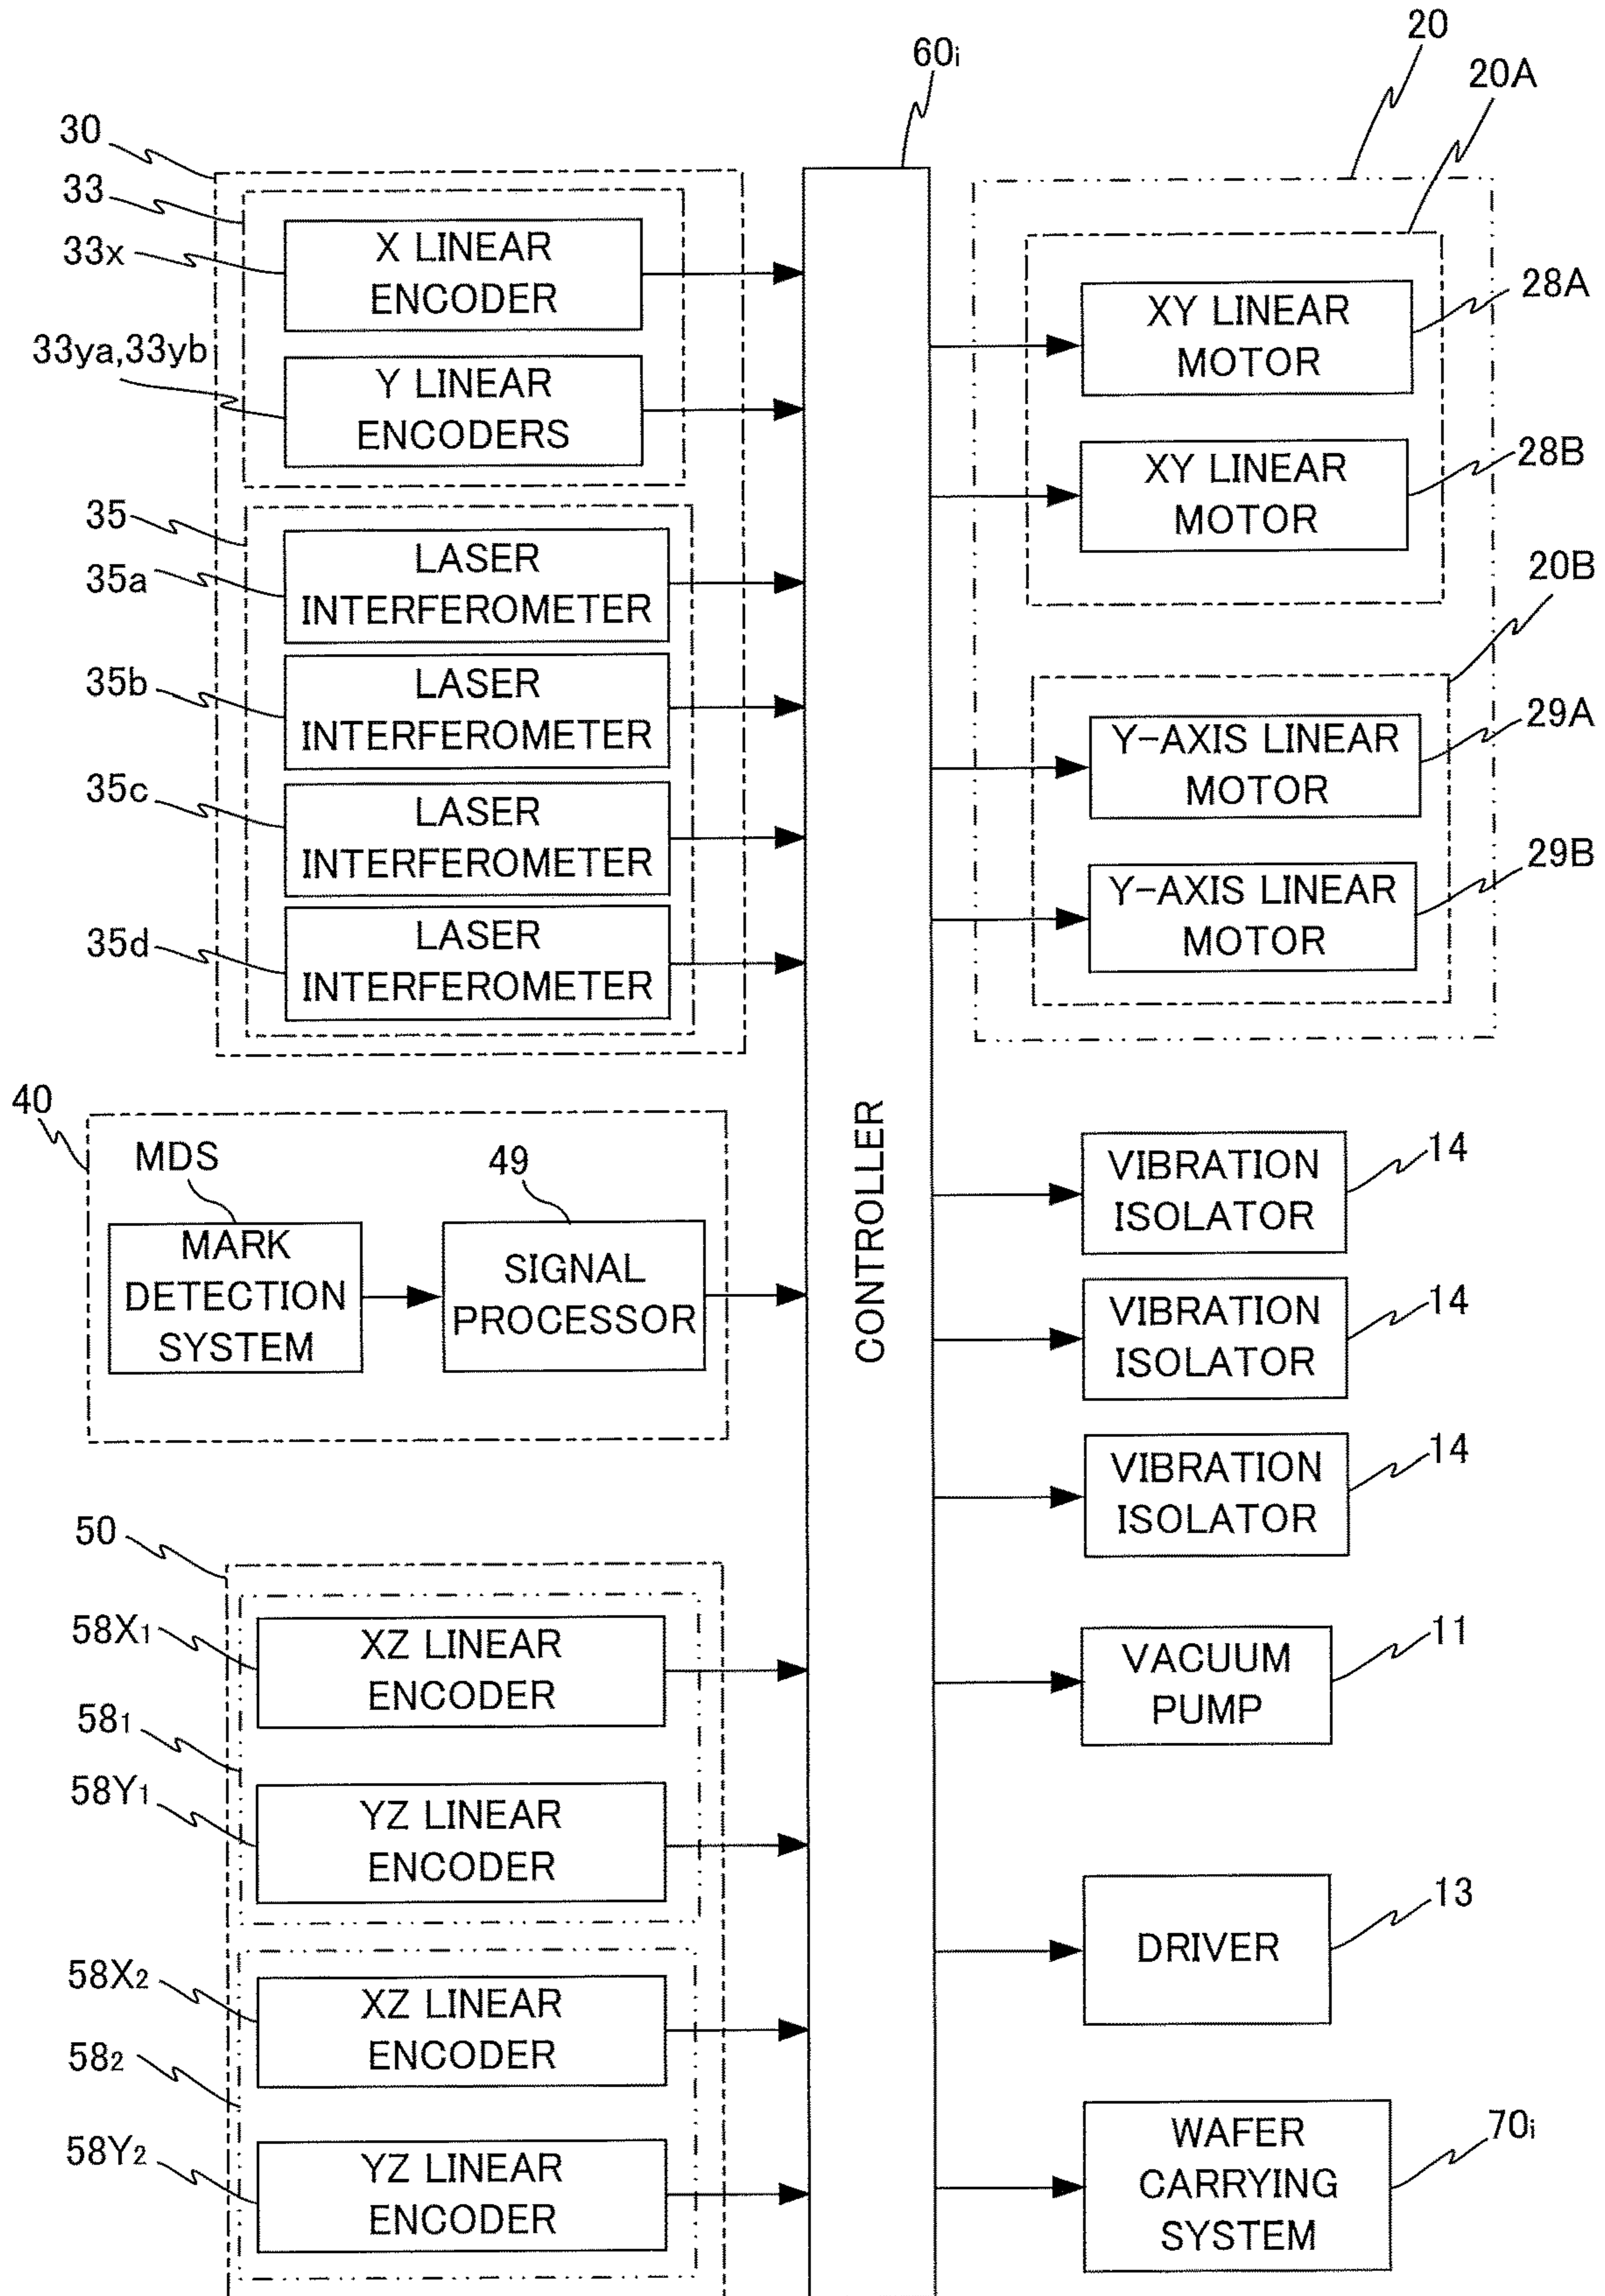 60i
20
20A
30
33
33x
X LINEAR
ENCODER
33ya,33yb
Y LINEAR
ENCODERS
35
35a
LASER
INTERFEROMETER
35b
LASER
INTERFEROMETER
35c
LASER
INTERFEROMETER
35d
LASER
INTERFEROMETER
40
MDS
49
MARK
DETECTION
SYSTEM
SIGNAL
PROCESSOR
50
58X1
XZ LINEAR
ENCODER
581
58Y1
YZ LINEAR
ENCODER
58X2
XZ LINEAR
ENCODER
582
58Y2
YZ LINEAR
ENCODER
CONTROLLER
XY LINEAR
MOTOR
28A
XY LINEAR
MOTOR
28B
20B
Y-AXIS LINEAR
MOTOR
29A
Y-AXIS LINEAR
MOTOR
29B
VIBRATION
ISOLATOR
14
VIBRATION
ISOLATOR
14
VIBRATION
ISOLATOR
14
VACUUM
PUMP
11
DRIVER
13
WAFER
CARRYING
SYSTEM
70i